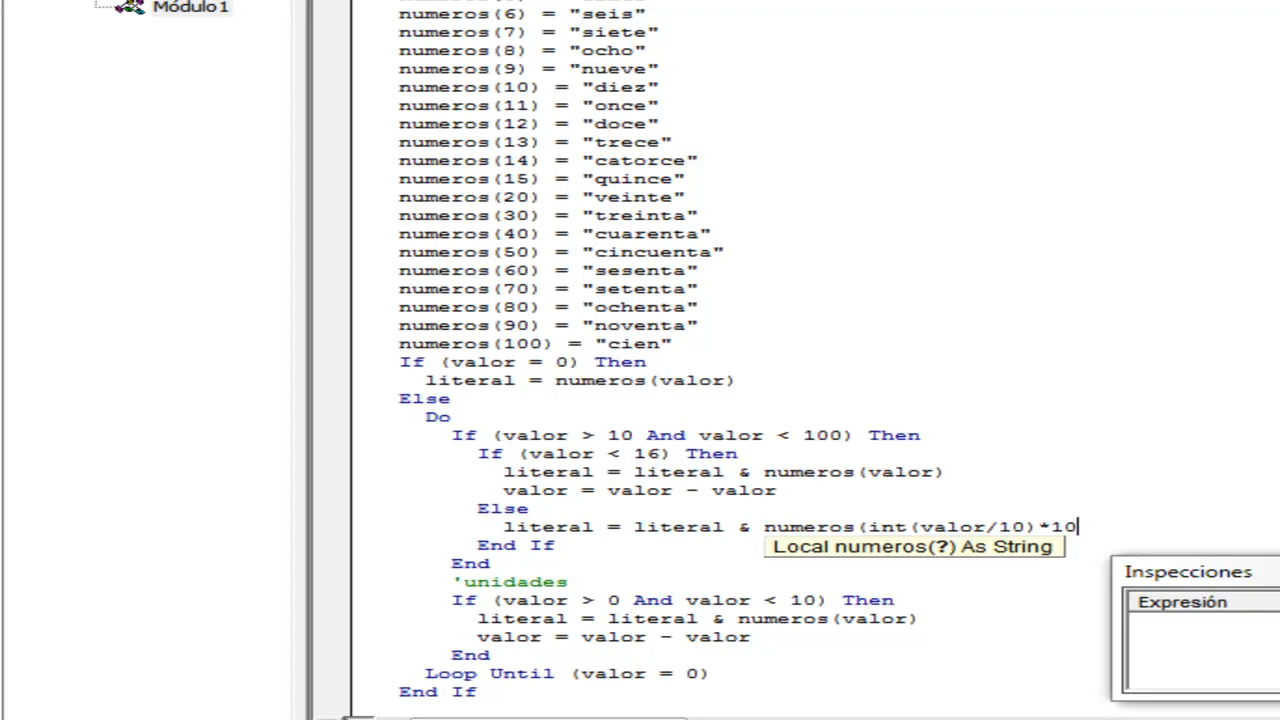 Módulo1
numeros(6) = "seis"
numeros(7) = "siete"
numeros(8) = "ocho"
numeros(9) = "nueve"
numeros(10) = "diez"
numeros(11) = "once"
numeros(12) = "doce"
numeros(13) = "trece"
numeros(14) = "catorce"
numeros(15) = "quince"
numeros(20) = "veinte"
numeros(30) = "treinta"
numeros(40) = "cuarenta"
numeros(50) = "cincuenta"
numeros(60) = "sesenta"
numeros(70) = "setenta"
numeros(80) = "ochenta"
numeros(90) = "noventa"
numeros(100) = "cien"
If (valor = 0) Then
literal = numeros(valor)
Else
Do
If (valor > 10 And valor < 100) Then
If (valor < 16) Then
literal = literal & numeros(valor)
valor = valor - valor
Else
literal = literal & numeros(int(valor/10)*10
End If
Local numeros(?) As String
End
'unidades
If (valor > 0 And valor < 10) Then
literal = literal & numeros(valor)
valor = valor - valor
End
Loop Until (valor = 0)
End If
Inspecciones
Expresión